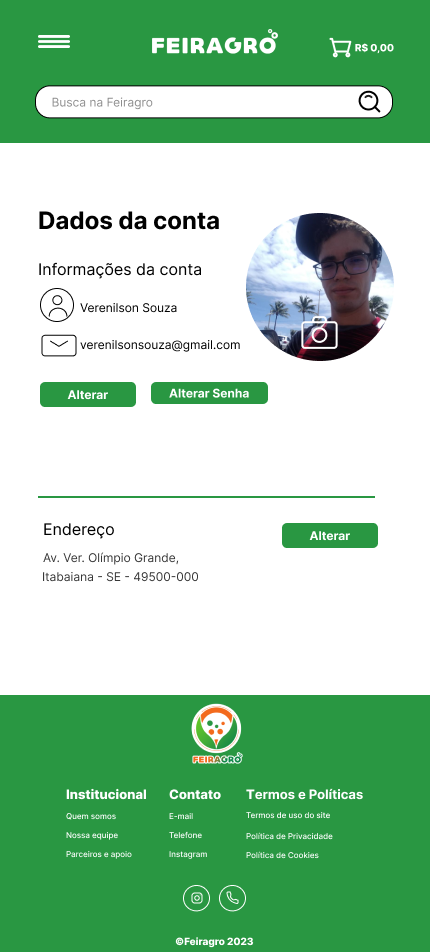 FEIRAGRO
R$ 0,00
Busca na Feiragro
Dados da conta
Informações da conta
Verenilson Souza
verenilsonsouza@gmail.com
Alterar
Alterar Senha
Endereço
Alterar
Av. Ver. Olímpio Grande,
Itabaiana - SE - 49500-000
FEIRAGRO
Institucional
Quem somos
Nossa equipe
Parceiros e apoio
Contato
E-mail
Telefone
Instagram
Termos e Políticas
Termos de uso do site
Política de Privacidade
Política de Cookies
©Feiragro 2023